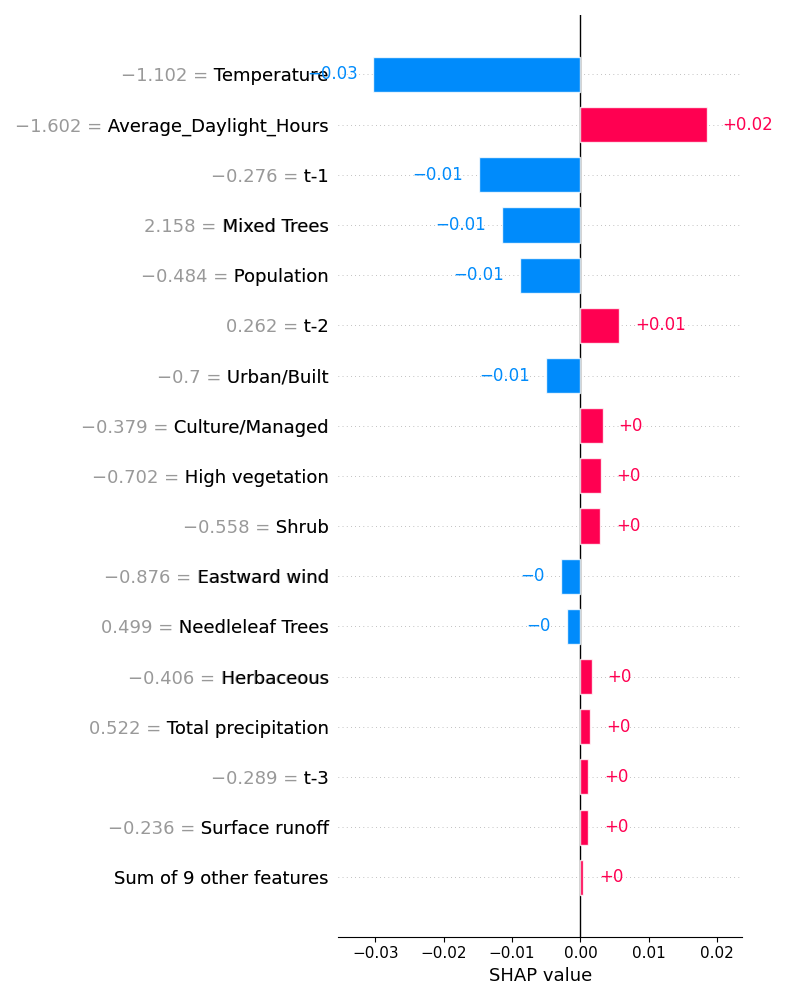 −1.102 = Temperature −0.03
−1.602 = Average_Daylight_Hours +0.02
−0.276 = t-1 −0.01
2.158 = Mixed Trees −0.01
−0.484 = Population −0.01
0.262 = t-2 +0.01
−0.7 = Urban/Built −0.01
−0.379 = Culture/Managed +0
−0.702 = High vegetation +0
−0.558 = Shrub +0
−0.876 = Eastward wind −0
0.499 = Needleleaf Trees −0
−0.406 = Herbaceous +0
0.522 = Total precipitation +0
−0.289 = t-3 +0
−0.236 = Surface runoff +0
Sum of 9 other features +0
−0.03 −0.02 −0.01 0.00 0.01 0.02
SHAP value